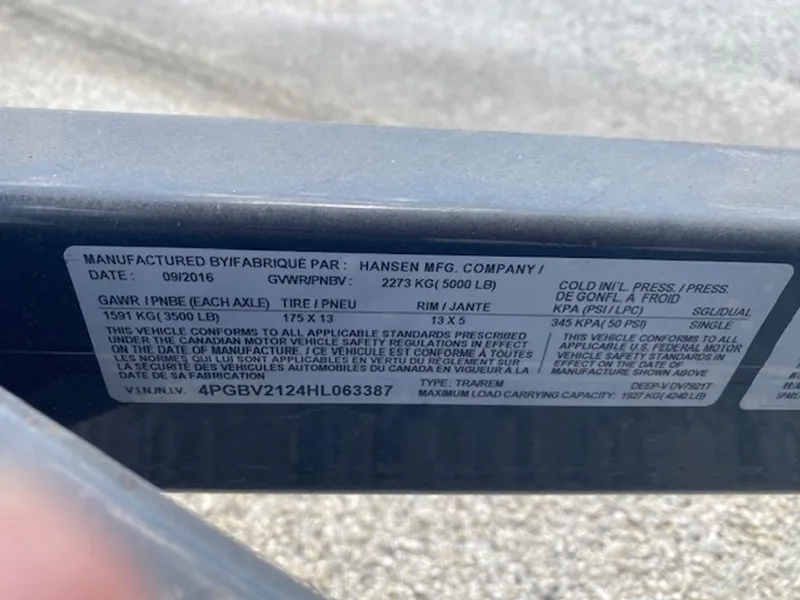 MANUFACTURED BY/FABRIQUÉ PAR : HANSEN MFG. COMPANY /
DATE : 09/2016 GVWR/PNBV : 2273 KG( 5000 LB)
COLD INFL. PRESS. / PRESS.
DE GONFL. À FROID
GAWR / PNBE (EACH AXLE) TIRE / PNEU RIM / JANTE KPA (PSI / LPC) SGL/DUAL
1591 KG( 3500 LB) 175 X 13 13 X 5 345 KPA( 50 PSI) SINGLE
THIS VEHICLE CONFORMS TO ALL APPLICABLE STANDARDS PRESCRIBED
UNDER THE CANADIAN MOTOR VEHICLE SAFETY REGULATIONS IN EFFECT
ON THE DATE OF MANUFACTURE. / CE VÉHICULE EST CONFORME À TOUTES
LES NORMES QUI LUI SONT APPLICABLES EN VERTU DU RÈGLEMENT SUR
LA SÉCURITÉ DES VÉHICULES AUTOMOBILES DU CANADA EN VIGUEUR À LA
DATE DE SA FABRICATION
THIS VEHICLE CONFORMS TO ALL
APPLICABLE U.S. FEDERAL MOTOR
VEHICLE SAFETY STANDARDS IN
EFFECT ON THE DATE OF
MANUFACTURE SHOWN ABOVE
V.I.N./N.I.V. 4PGBV2124HL063387 TYPE: TRA/REM DEEP-V DV7921T
MAXIMUM LOAD CARRYING CAPACITY: 1927 KG( 4240 LB)